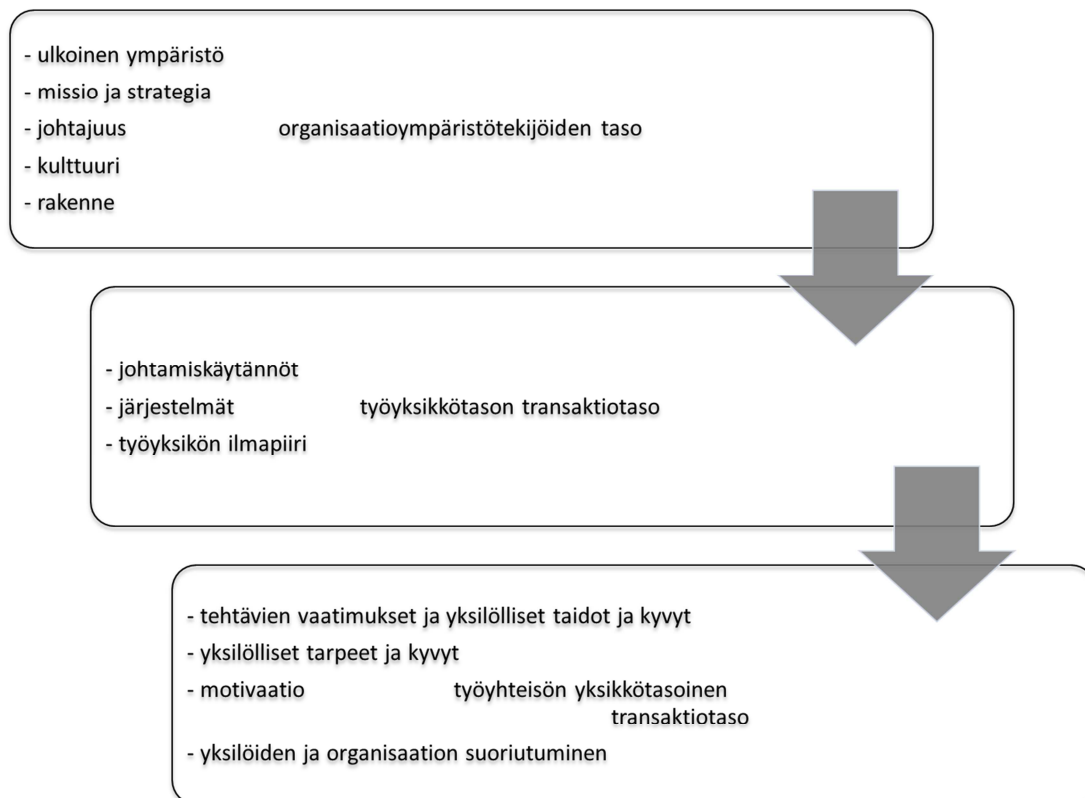 - ulkoinen ympäristö
- missio ja strategia
- johtajuus organisaatioympäristötekijöiden taso
- kulttuuri
- rakenne
- johtamiskäytännöt
- järjestelmät työyksikkötason transaktiotaso
- työyksikön ilmapiiri
- tehtävien vaatimukset ja yksilölliset taidot ja kyvyt
- yksilölliset tarpeet ja kyvyt
- motivaatio työyhteisön yksikkötasoinen
transaktiotaso
- yksilöiden ja organisaation suoriutuminen